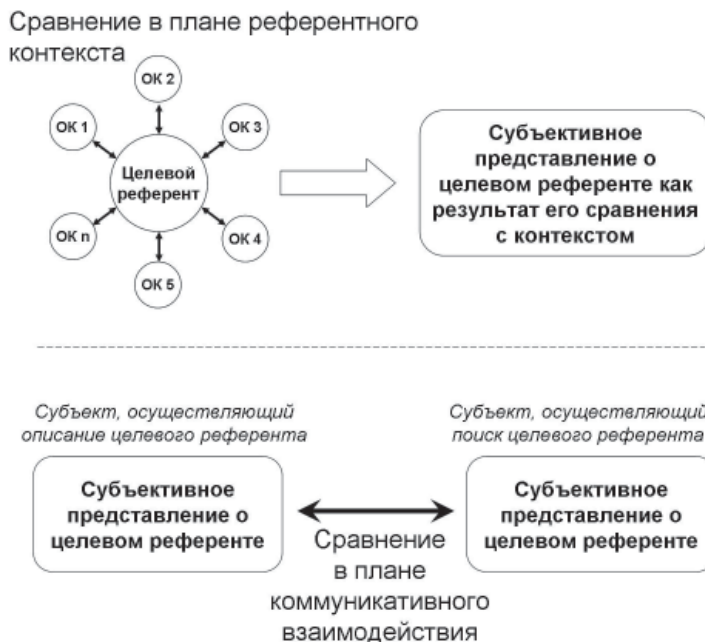 Сравнение в плане референтного
контекста
ОК 2
ОК 1
ОК 3
Целевой
референт
ОК n
ОК 4
ОК 5
Субъективное
представление о
целевом референте как
результат его сравнения
с контекстом
Субъект, осуществляющий
описание целевого референта
Субъективное
представление о
целевом референте
Сравнение
в плане
коммуникативного
взаимодействия
Субъект, осуществляющий
поиск целевого референта
Субъективное
представление о
целевом референте